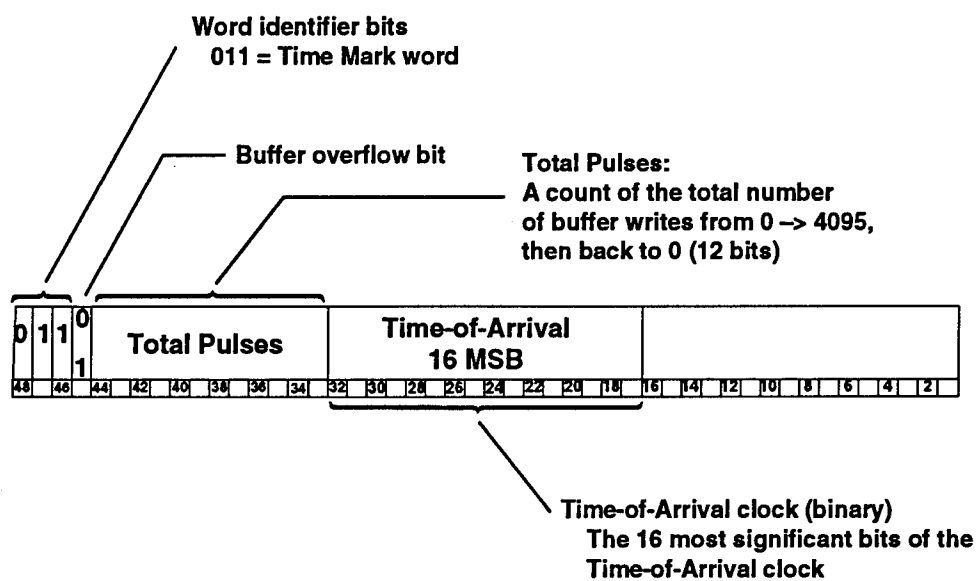 Word identifier bits
011 = Time Mark word
Buffer overflow bit
Total Pulses:
A count of the total number
of buffer writes from 0 –> 4095,
then back to 0 (12 bits)
0 1 1 0
1
Total Pulses
Time-of-Arrival
16 MSB
48 46 44 42 40 38 36 34 32 30 28 26 24 22 20 18 16 14 12 10 8 6 4 2
Time-of-Arrival clock (binary)
The 16 most significant bits of the
Time-of-Arrival clock